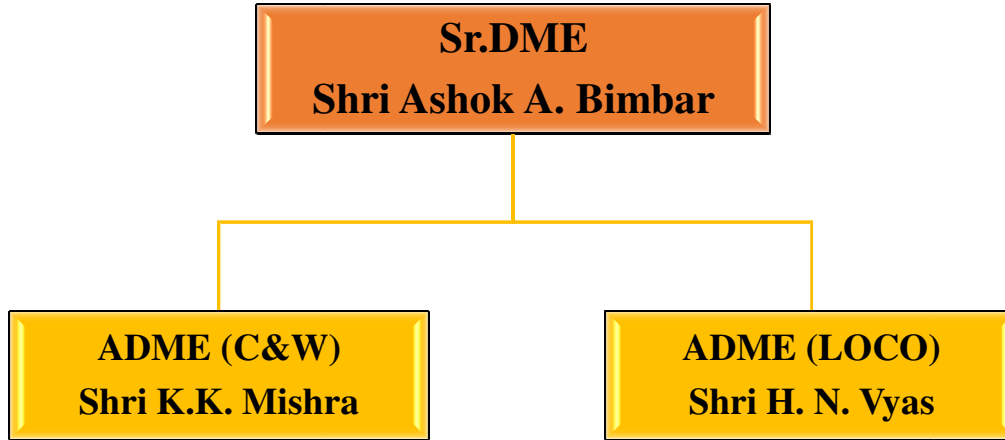 Sr.DME
Shri Ashok A. Bimbar
ADME (C&W)
Shri K.K. Mishra
ADME (LOCO)
Shri H. N. Vyas